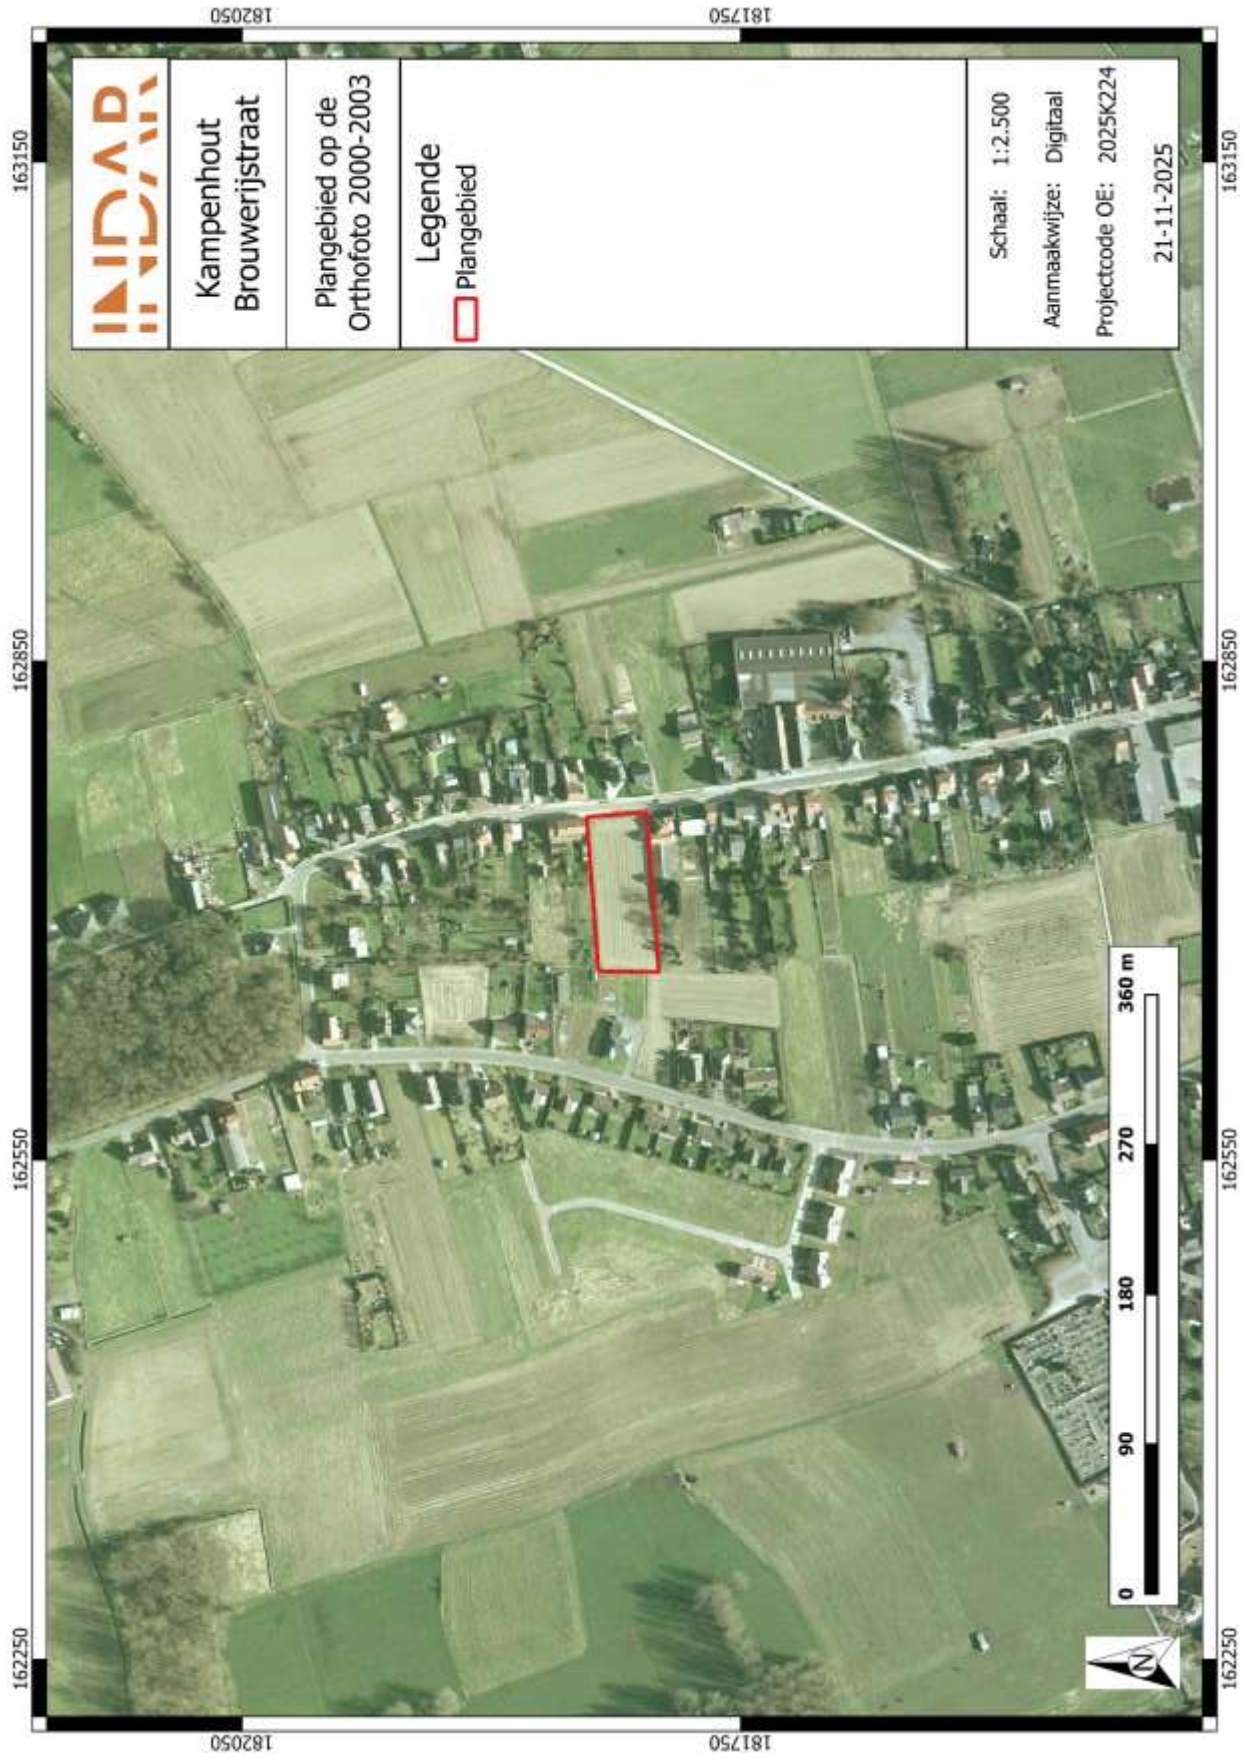 INDAR
Kampenhout
Brouwerijstraat
Plangebied op de
Orthofoto 2000-2003
Legende
Plangebied
Schaal: 1:2.500
Aanmaakwijze: Digitaal
Projectcode OE: 2025K224
21-11-2025
162250
162550
162850
163150
182050
181750
182050
181750
0 90 180 270 360 m
N
162250
162550
162850
163150